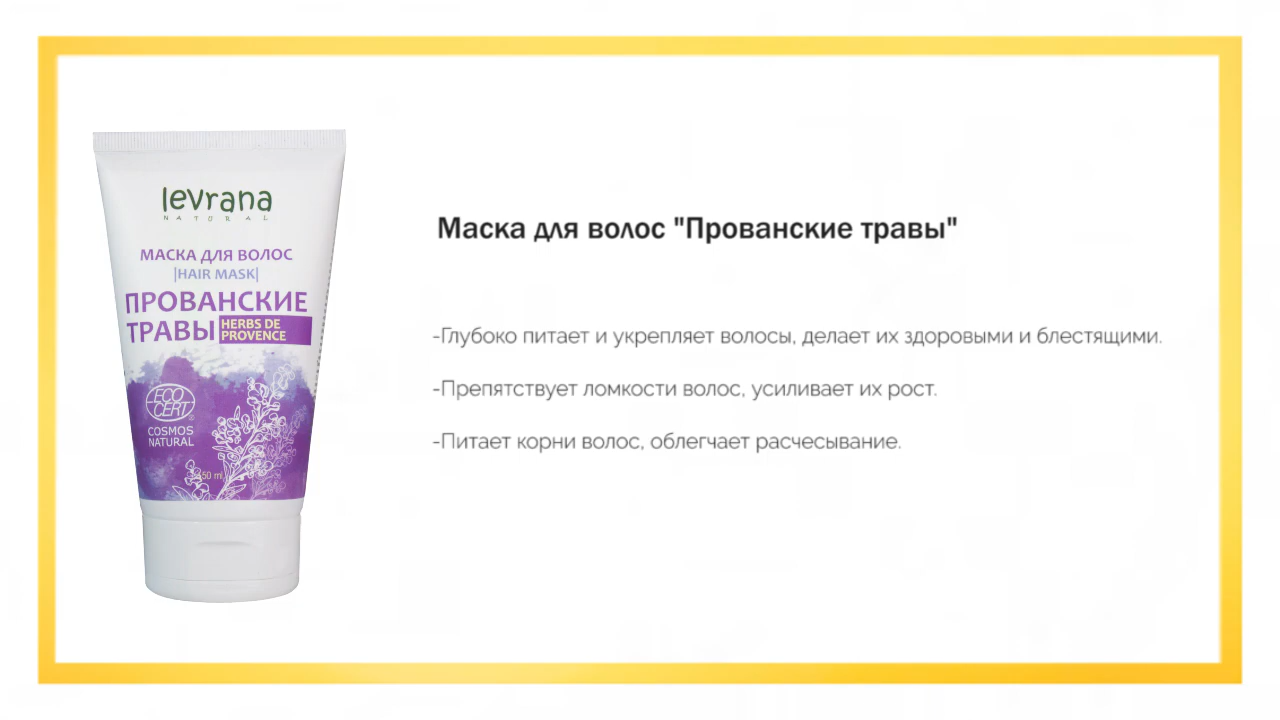 levrana
NATURAL
МАСКА ДЛЯ ВОЛОС
|HAIR MASK|
ПРОВАНСКИЕ
ТРАВЫ HERBS DE
PROVENCE
ECO
CERT
COSMOS
NATURAL
Маска для волос "Прованские травы"
-Глубоко питает и укрепляет волосы, делает их здоровыми и блестящими.
-Препятствует ломкости волос, усиливает их рост.
-Питает корни волос, облегчает расчесывание.